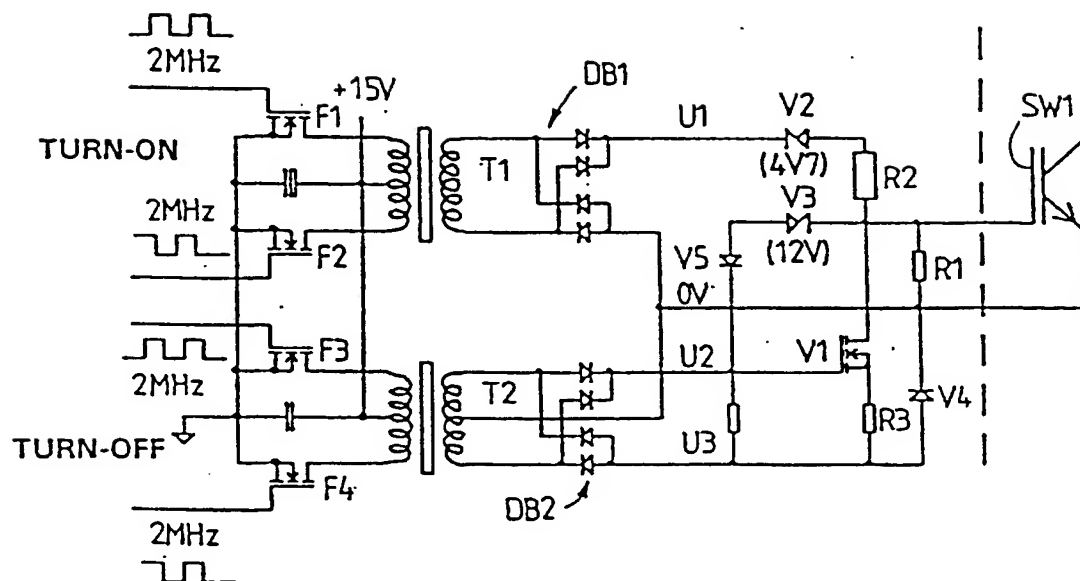 2MHz
+15V
F1
TURN-ON
2MHz
F2
DB1
T1
U1
V2
(4V7)
R2
SW1
V3
(12V)
V5
R1
0V
F3
2MHz
T2
U2
V1
V4
TURN-OFF
U3
R3
F4
DB2
2MHz